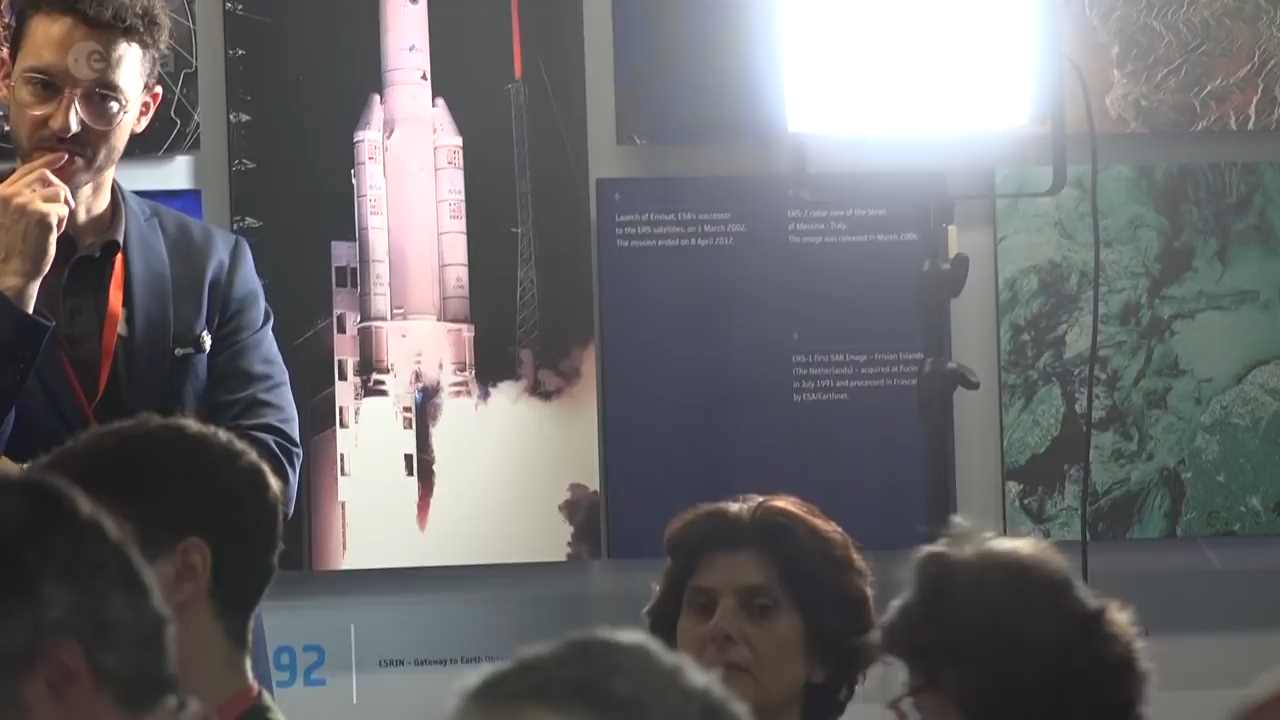 esa
Launch of Envisat, ESA's successor
to the ERS satellites, on 1 March 2002.
The mission ended on 8 April 2012.
ERS-2 radar view of the Strait
of Messina - Italy.
The image was released in March 2006.
ERS-1 first SAR Image - Frisian Islands
(The Netherlands) - acquired at Fucino
in July 1991 and processed in Frascati
by ESA/Earthnet.
92
ESRIN - Gateway to Earth